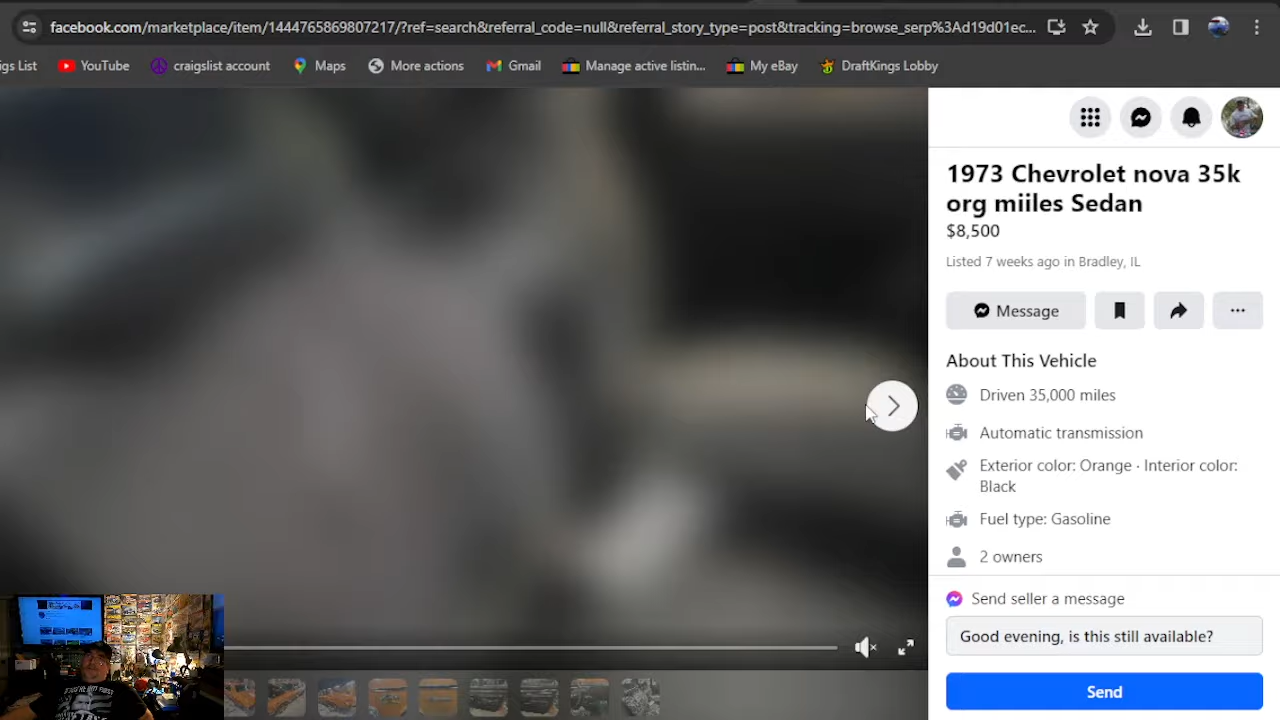 facebook.com/marketplace/item/1444765869807217/?ref=search&referral_code=null&referral_story_type=post&tracking=browse_serp%3Ad19d01ec...
igs List YouTube craigslist account Maps More actions Gmail Manage active listin... My eBay DraftKings Lobby
1973 Chevrolet nova 35k
org miiles Sedan
$8,500
Listed 7 weeks ago in Bradley, IL
Message
About This Vehicle
Driven 35,000 miles
Automatic transmission
Exterior color: Orange · Interior color:
Black
Fuel type: Gasoline
2 owners
Send seller a message
Good evening, is this still available?
Send